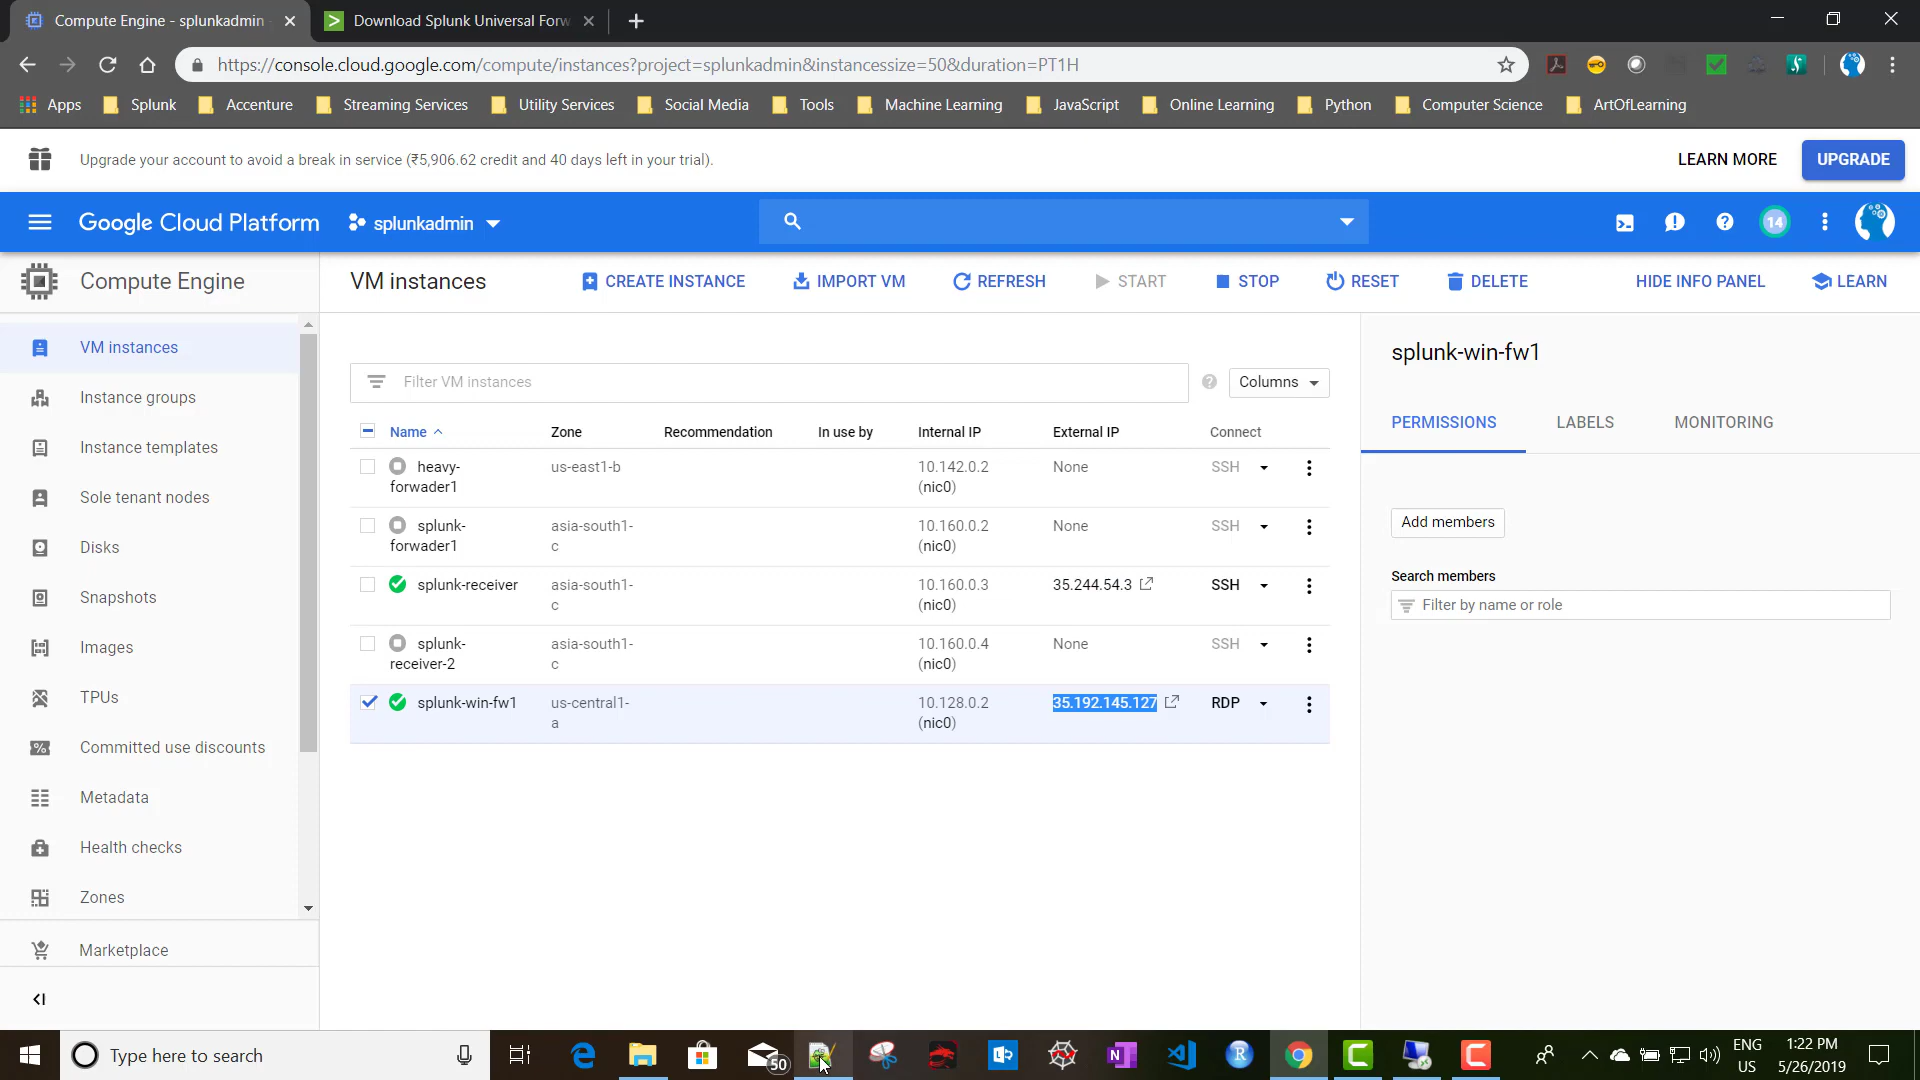 Compute Engine - splunkadmin
Download Splunk Universal Forw
https://console.cloud.google.com/compute/instances?project=splunkadmin&instancessize=50&duration=PT1H
Apps Splunk Accenture Streaming Services Utility Services Social Media Tools Machine Learning JavaScript Online Learning Python Computer Science ArtOfLearning
Upgrade your account to avoid a break in service (₹5,906.62 credit and 40 days left in your trial).
LEARN MORE
UPGRADE
Google Cloud Platform
splunkadmin
14
Compute Engine
VM instances
CREATE INSTANCE
IMPORT VM
REFRESH
START
STOP
RESET
DELETE
HIDE INFO PANEL
LEARN
VM instances
Instance groups
Instance templates
Sole tenant nodes
Disks
Snapshots
Images
TPUs
Committed use discounts
Metadata
Health checks
Zones
Marketplace
Filter VM instances
Columns
Name Zone Recommendation In use by Internal IP External IP Connect
heavy- us-east1-b 10.142.0.2 None SSH
forwader1 (nic0)
splunk- asia-south1- 10.160.0.2 None SSH
forwader1 c (nic0)
splunk-receiver asia-south1- 10.160.0.3 35.244.54.3 SSH
c (nic0)
splunk- asia-south1- 10.160.0.4 None SSH
receiver-2 c (nic0)
splunk-win-fw1 us-central1- 10.128.0.2 35.192.145.127 RDP
a (nic0)
splunk-win-fw1
PERMISSIONS LABELS MONITORING
Add members
Search members
Filter by name or role
Type here to search
50
ENG
US
1:22 PM
5/26/2019